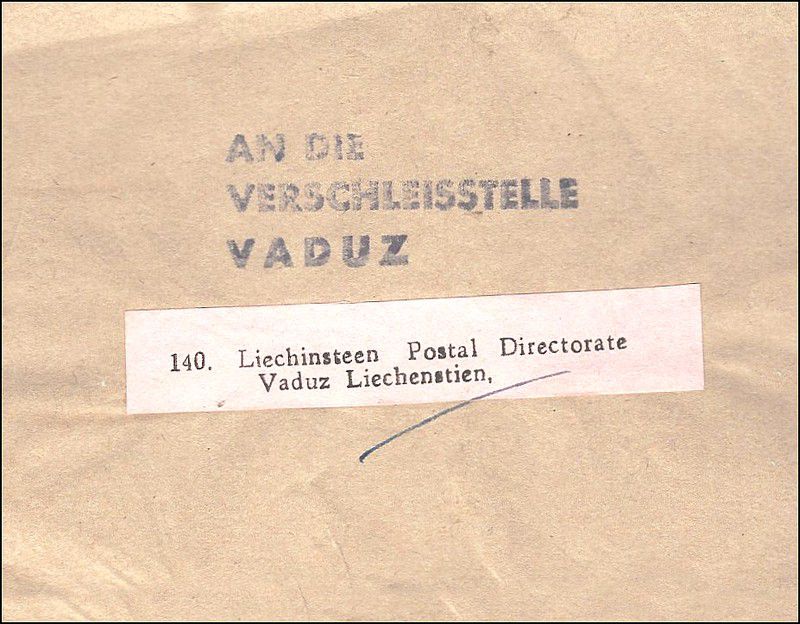 AN DIE
VERSCHLEISSTELLE
VADUZ
140. Liechinsteen Postal Directorate
Vaduz Liechenstien,